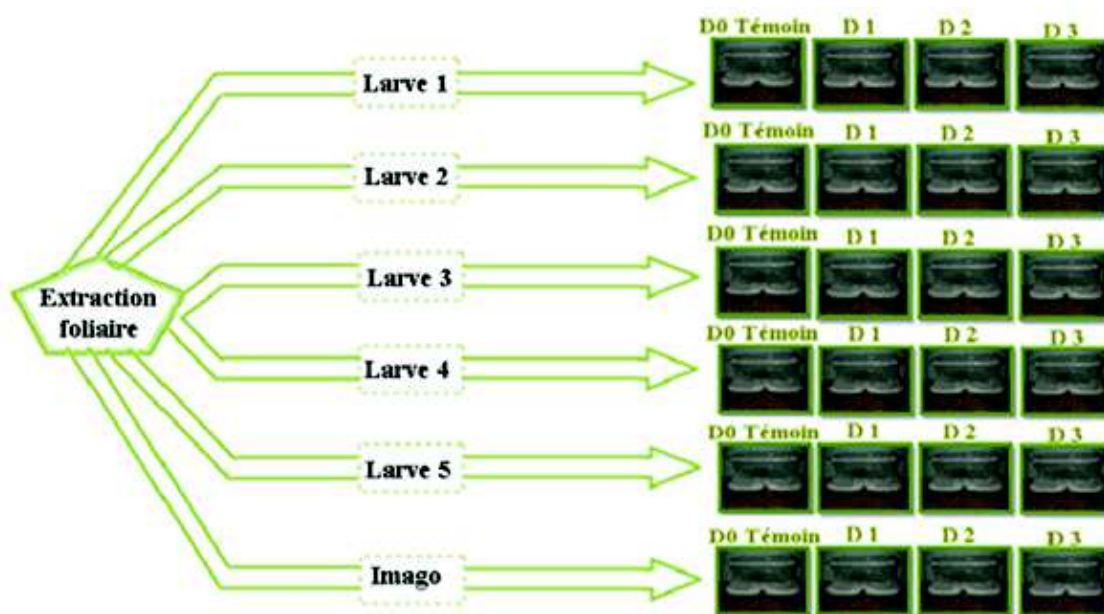 D0 Témoin D 1 D 2 D 3
Larve 1
D0 Témoin D 1 D 2 D 3
Larve 2
D0 Témoin D 1 D 2 D 3
Larve 3
Extraction
foliaire
D0 Témoin D 1 D 2 D 3
Larve 4
D0 Témoin D 1 D 2 D 3
Larve 5
D0 Témoin D 1 D 2 D 3
Imago